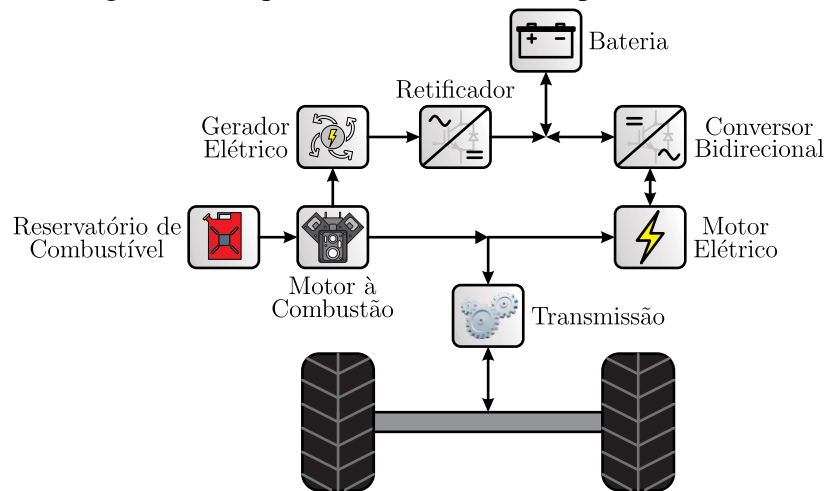 Bateria
Retificador
Gerador
Elétrico
Conversor
Bidirecional
Reservatório de
Combustível
Motor à
Combustão
Motor
Elétrico
Transmissão